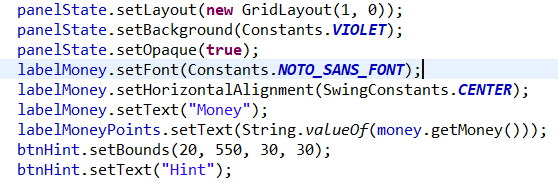 panelState.setLayout(new GridLayout(1, 0));
panelState.setBackground(Constants.VIOLET);
panelState.setOpaque(true);
labelMoney.setFont(Constants.NOTO_SANS_FONT);
labelMoney.setHorizontalAlignment(SwingConstants.CENTER);
labelMoney.setText("Money");
labelMoneyPoints.setText(String.valueOf(money.getMoney()));
btnHint.setBounds(20, 550, 30, 30);
btnHint.setText("Hint");